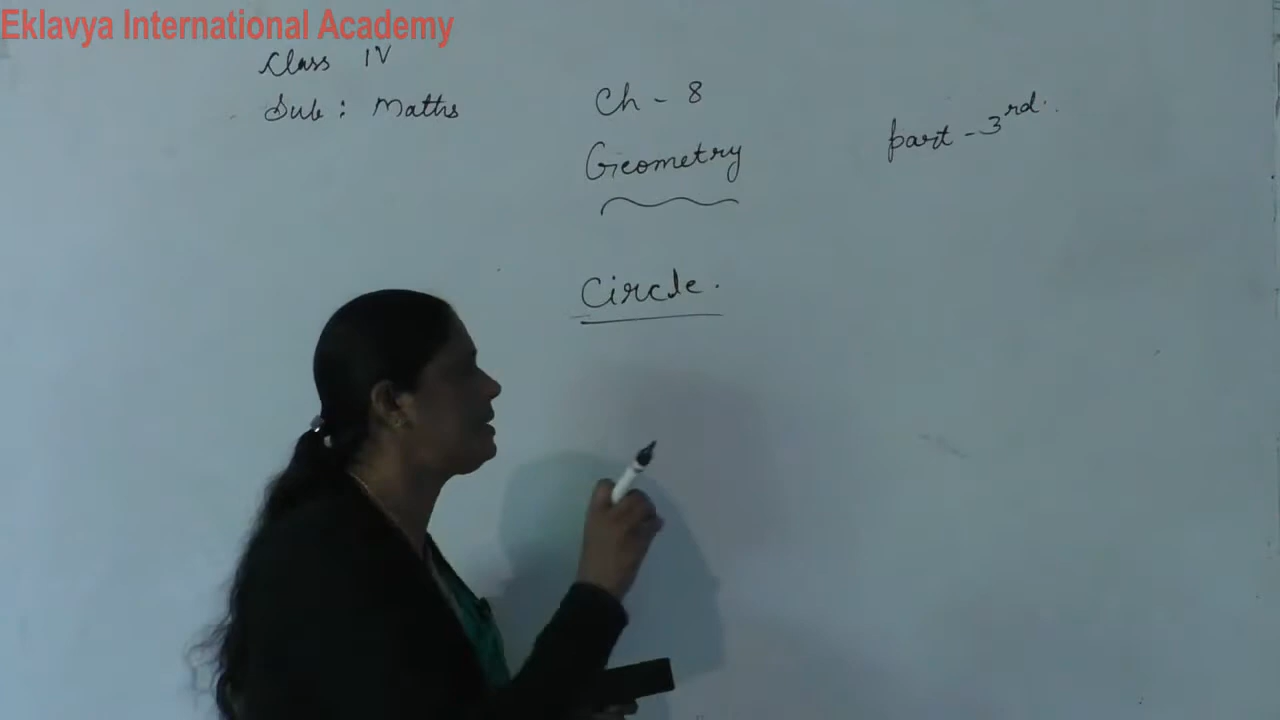 Eklavya International Academy
Class IV
Sub : Maths
Ch - 8
Geometry
part - 3rd.
Circle.